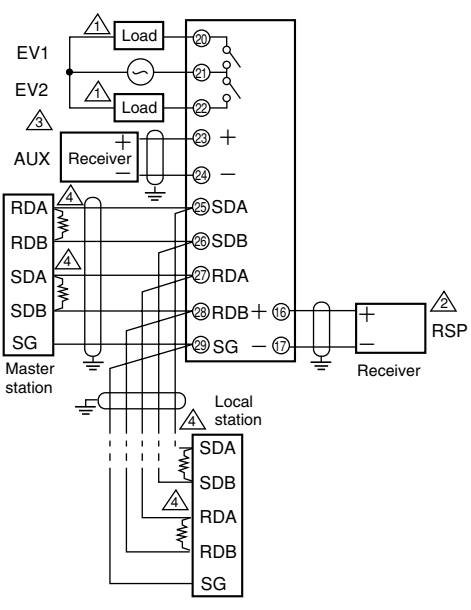 1 Load 20
EV1
21
EV2
1 Load 22
3
AUX + Receiver − 23 +
24 −
RDA 4 25 SDA
RDB 26 SDB
SDA 4 27 RDA
SDB 28 RDB + 16 + 2 RSP
SG 29 SG − 17 −
Master station
Receiver
Local station
4
SDA
SDB
4
RDA
RDB
SG